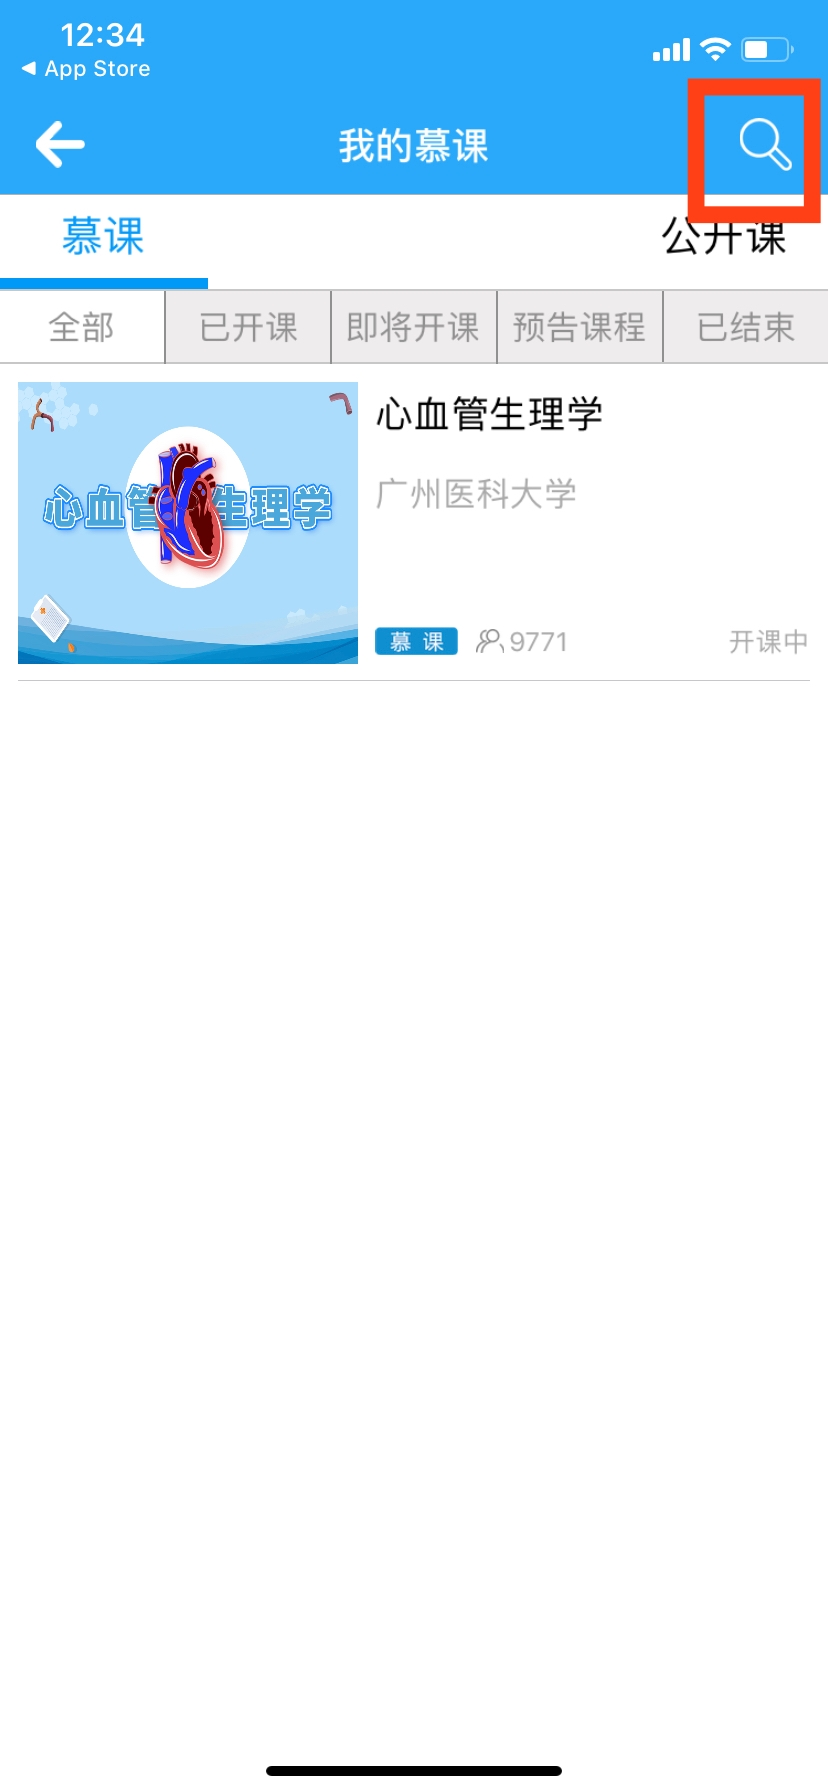 12:34
◀ App Store
我的慕课
慕课
公开课
全部
已开课
即将开课
预告课程
已结束
心血管生理学
心血管生理学
广州医科大学
慕 课
9771
开课中